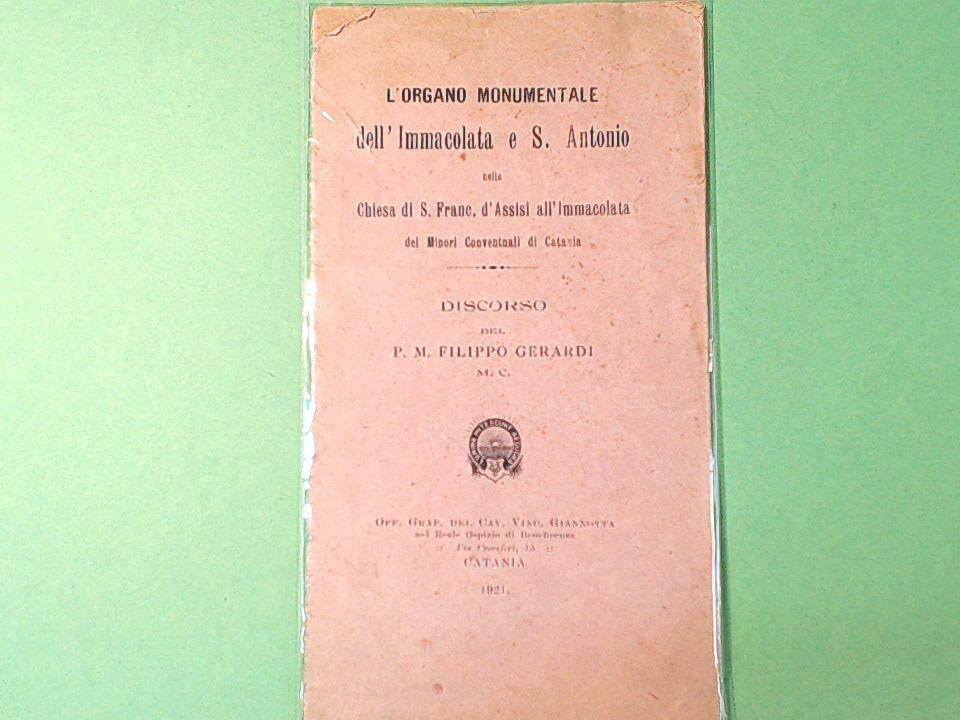 L'ORGANO MONUMENTALE
dell' Immacolata e S. Antonio
nella
Chiesa di S. Franc. d'Assisi all'Immacolata
dei Minori Conventuali di Catania
DISCORSO
DEL
P. M. FILIPPO GERARDI
M. C.
OFF. GRAF. DEL CAV. VINC. GIANNOTTA
nel Reale Ospizio di Beneficenza
:: Via Crociferi, 15 ::
CATANIA
1921.